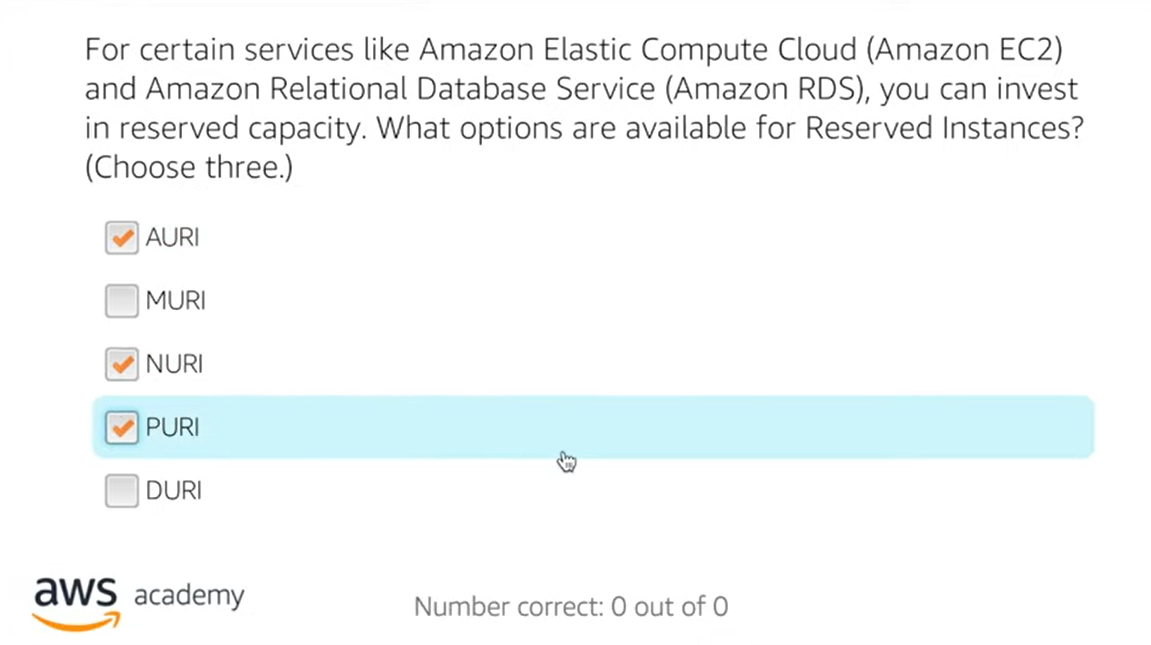 For certain services like Amazon Elastic Compute Cloud (Amazon EC2)
and Amazon Relational Database Service (Amazon RDS), you can invest
in reserved capacity. What options are available for Reserved Instances?
(Choose three.)
AURI
MURI
NURI
PURI
DURI
aws academy
Number correct: 0 out of 0